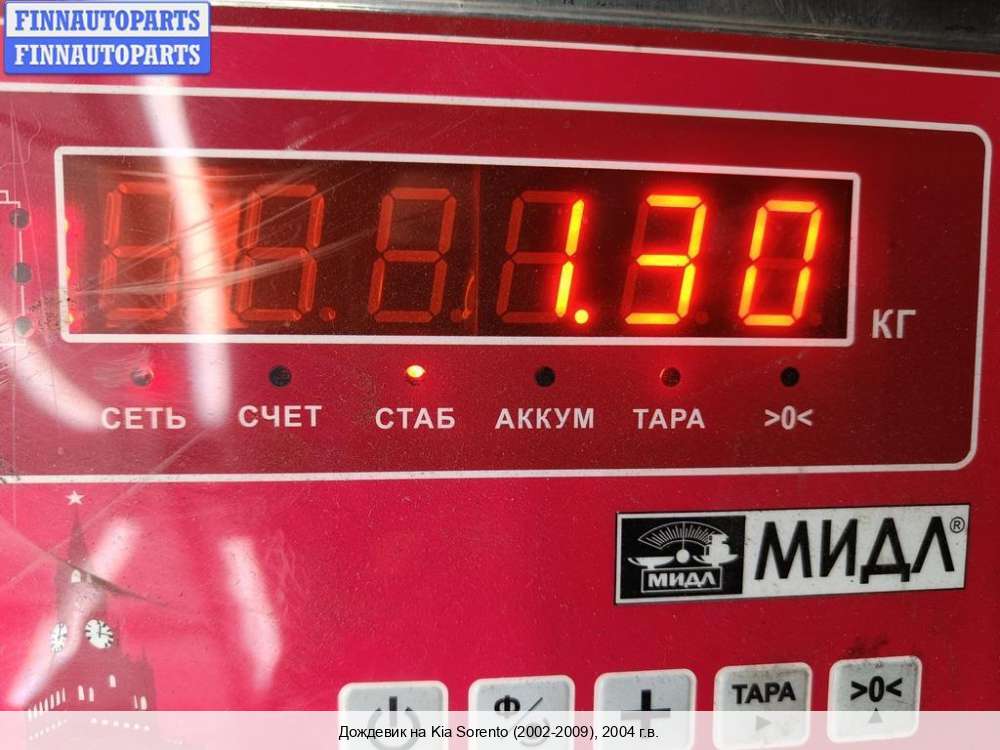 FINNAUTOPARTS
FINNAUTOPARTS
1.30
КГ
СЕТЬ СЧЕТ СТАБ АККУМ ТАРА >0<
МИДЛ МИДЛ®
Ф/ + ТАРА >0<
Дождевик на Kia Sorento (2002-2009), 2004 г.в.